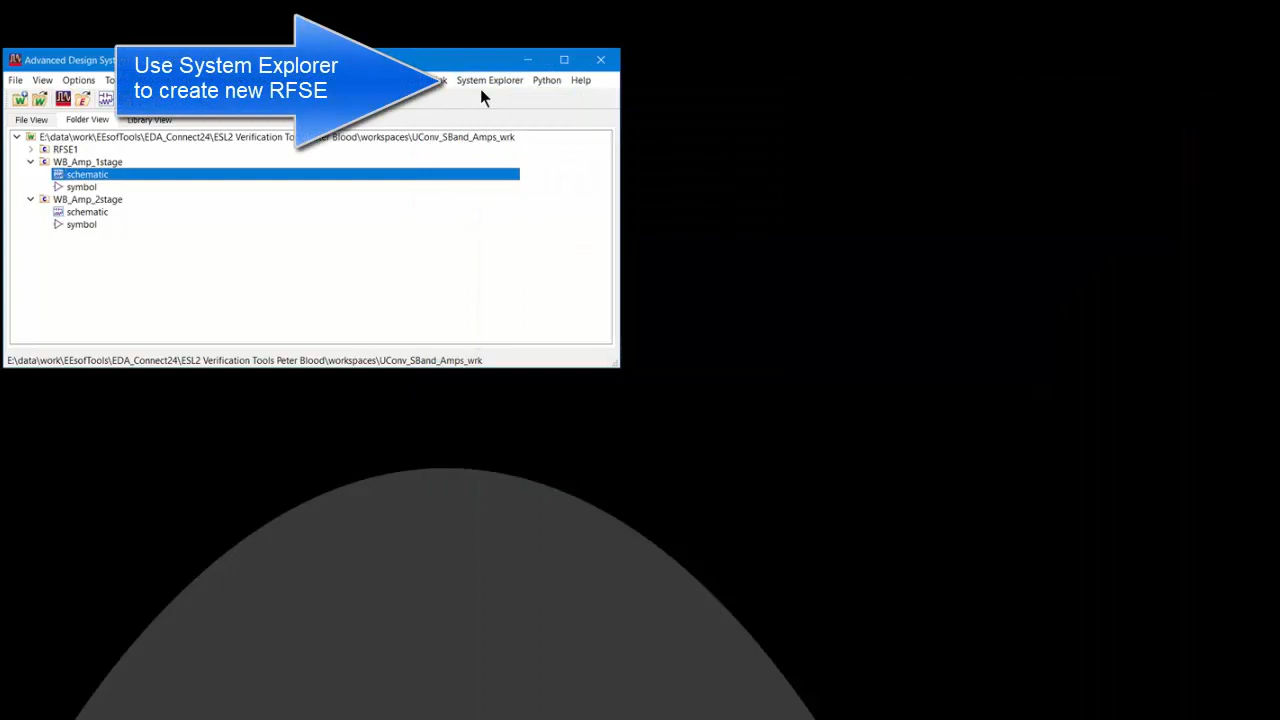 Use System Explorer
to create new RFSE
Advanced Design Sys
File View Options To System Explorer Python Help
File View Folder View Library View
E:\data\work\EEsofTools\EDA_Connect24\ESL2 Verification To Blood\workspaces\UConv_SBand_Amps_wrk
RFSE1
WB_Amp_1stage
schematic
symbol
WB_Amp_2stage
schematic
symbol
E:\data\work\EEsofTools\EDA_Connect24\ESL2 Verification Tools Peter Blood\workspaces\UConv_SBand_Amps_wrk